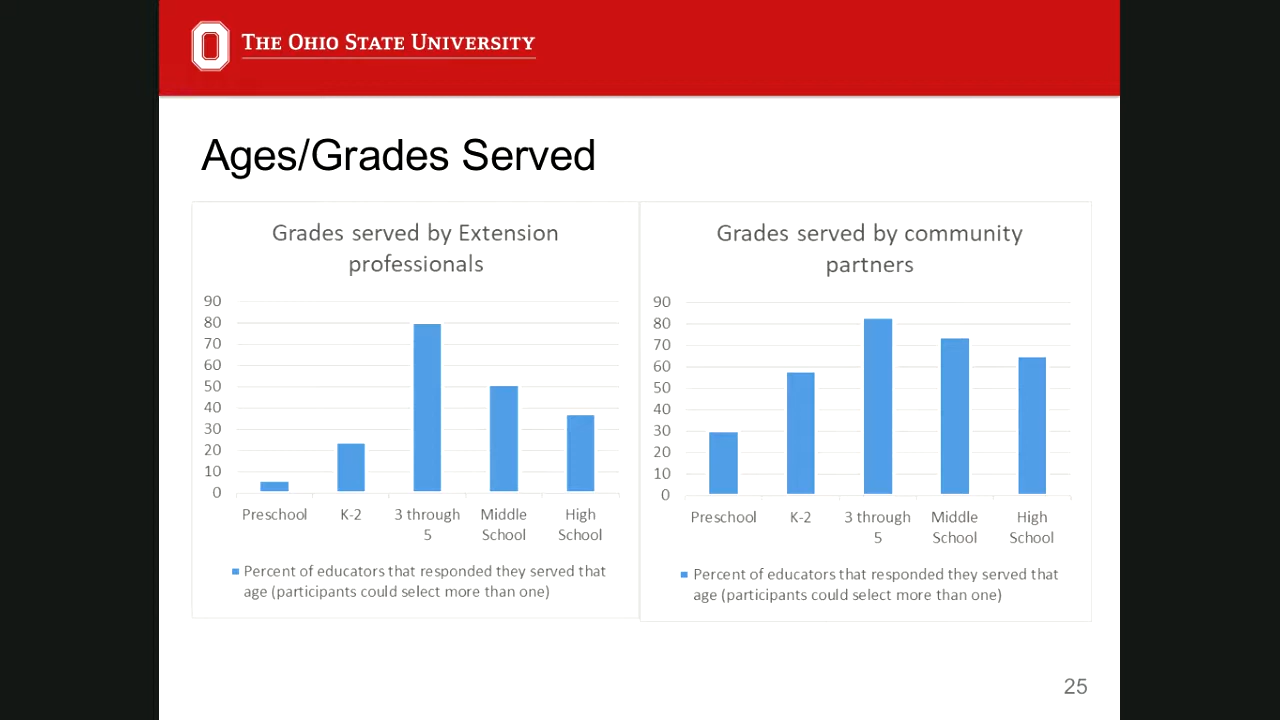 THE OHIO STATE UNIVERSITY
Ages/Grades Served
Grades served by Extension
professionals
90
80
70
60
50
40
30
20
10
0
Preschool
K-2
3 through
5
Middle
School
High
School
Percent of educators that responded they served that
age (participants could select more than one)
Grades served by community
partners
90
80
70
60
50
40
30
20
10
0
Preschool
K-2
3 through
5
Middle
School
High
School
Percent of educators that responded they served that
age (participants could select more than one)
25